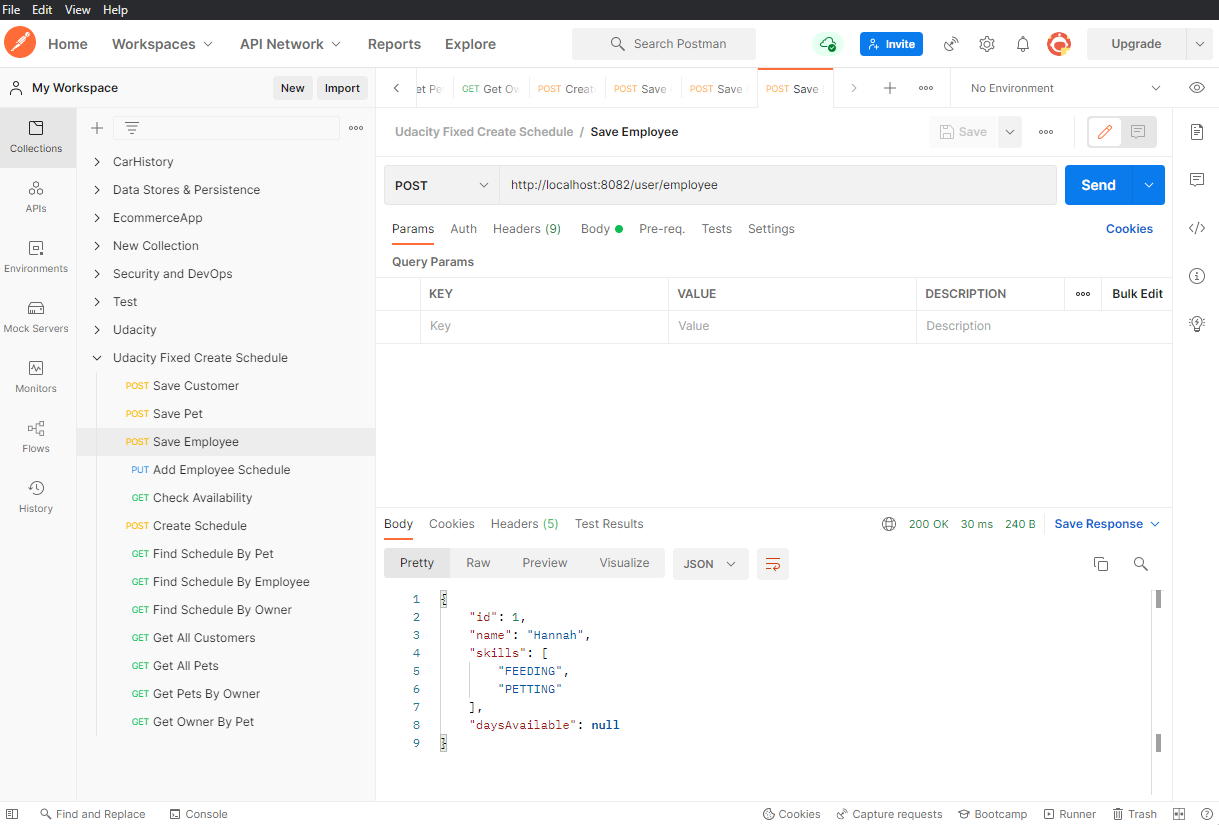 File Edit View Help
Home Workspaces API Network Reports Explore Search Postman Invite Upgrade
My Workspace New Import
GET Get Ow POST Create POST Save POST Save POST Save No Environment
Collections
APIs
Environments
Mock Servers
Monitors
Flows
History
CarHistory
Data Stores & Persistence
EcommerceApp
New Collection
Security and DevOps
Test
Udacity
Udacity Fixed Create Schedule
POST Save Customer
POST Save Pet
POST Save Employee
PUT Add Employee Schedule
GET Check Availability
POST Create Schedule
GET Find Schedule By Pet
GET Find Schedule By Employee
GET Find Schedule By Owner
GET Get All Customers
GET Get All Pets
GET Get Pets By Owner
GET Get Owner By Pet
Udacity Fixed Create Schedule / Save Employee Save
POST http://localhost:8082/user/employee Send
Params Auth Headers (9) Body Pre-req. Tests Settings Cookies
Query Params
KEY VALUE DESCRIPTION Bulk Edit
Key Value Description
Body Cookies Headers (5) Test Results 200 OK 30 ms 240 B Save Response
Pretty Raw Preview Visualize JSON
1 {
2 "id": 1,
3 "name": "Hannah",
4 "skills": [
5 "FEEDING",
6 "PETTING"
7 ],
8 "daysAvailable": null
9 }
Find and Replace Console Cookies Capture requests Bootcamp Runner Trash